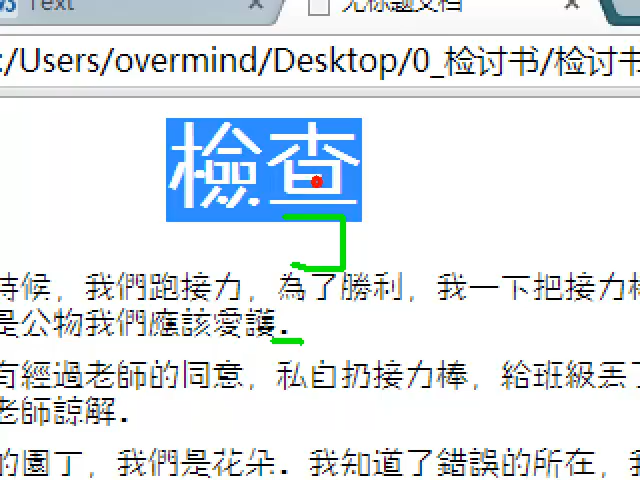 Text 无标题文档
:/Users/overmind/Desktop/0_检讨书/检讨书
檢查
時候，我們跑接力，為了勝利，我一下把接力棒
是公物我們應該愛護．
有經過老師的同意，私自扔接力棒，給班級丟了
老師諒解．
的園丁，我們是花朵．我知道了錯誤的所在，我